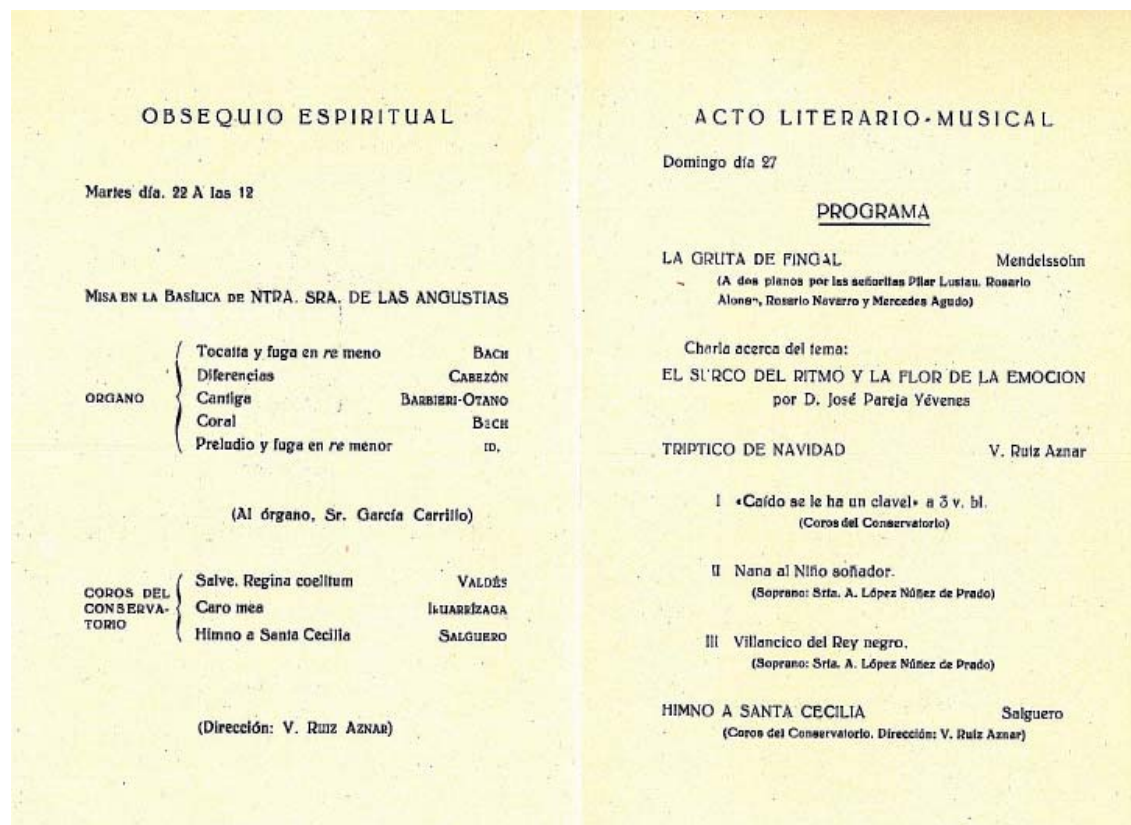 OBSEQUIO ESPIRITUAL
Martes día. 22 A las 12
MISA EN LA BASÍLICA DE NTRA. SRA. DE LAS ANGUSTIAS
ORGANO
Tocatta y fuga en re meno BACH
Diferencias CABEZÓN
Cantiga BARBIERI-OTANO
Coral BACH
Preludio y fuga en re menor ID.
(Al órgano, Sr. García Carrillo)
COROS DEL
CONSERVA-
TORIO
Salve. Regina coelitum VALDÉS
Caro mea ILUARRÍZAGA
Himno a Santa Cecilia SALGUERO
(Dirección: V. RUIZ AZNAR)
ACTO LITERARIO-MUSICAL
Domingo día 27
PROGRAMA
LA GRUTA DE FINGAL Mendelssohn
(A dos pianos por las señoritas Pilar Lustau. Rosario
Alonso, Rosario Navarro y Mercedes Agudo)
Charla acerca del tema:
EL SURCO DEL RITMO Y LA FLOR DE LA EMOCION
por D. José Pareja Yévenes
TRIPTICO DE NAVIDAD V. Ruiz Aznar
I «Caído se le ha un clavel» a 3 v. bl.
(Coros del Conservatorio)
II Nana al Niño soñador.
(Soprano: Srta. A. López Núñez de Prado)
III Villancico del Rey negro.
(Soprano: Srta. A. López Núñez de Prado)
HIMNO A SANTA CECILIA Salguero
(Coros del Conservatorio. Dirección: V. Ruiz Aznar)